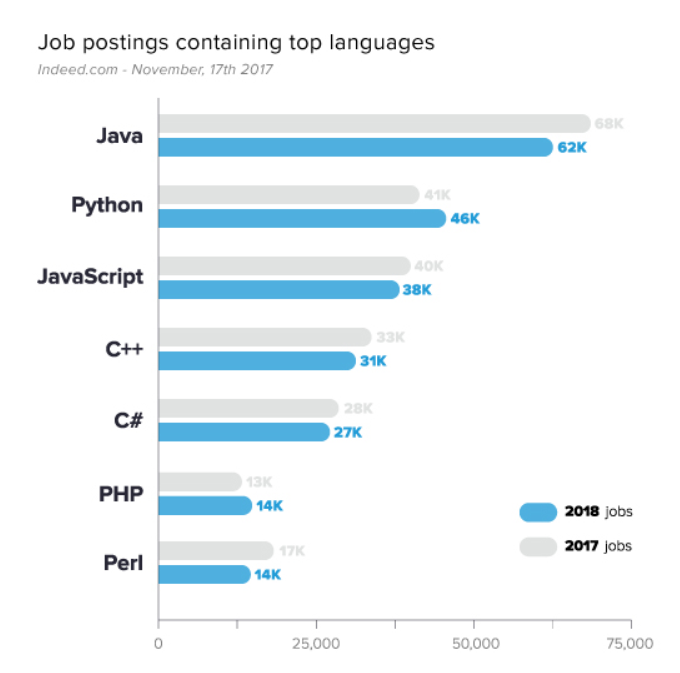 Job postings containing top languages
Indeed.com - November, 17th 2017
Java
68K
62K
Python
41K
46K
JavaScript
40K
38K
C++
33K
31K
C#
28K
27K
PHP
13K
14K
Perl
17K
14K
2018 jobs
2017 jobs
0 25,000 50,000 75,000